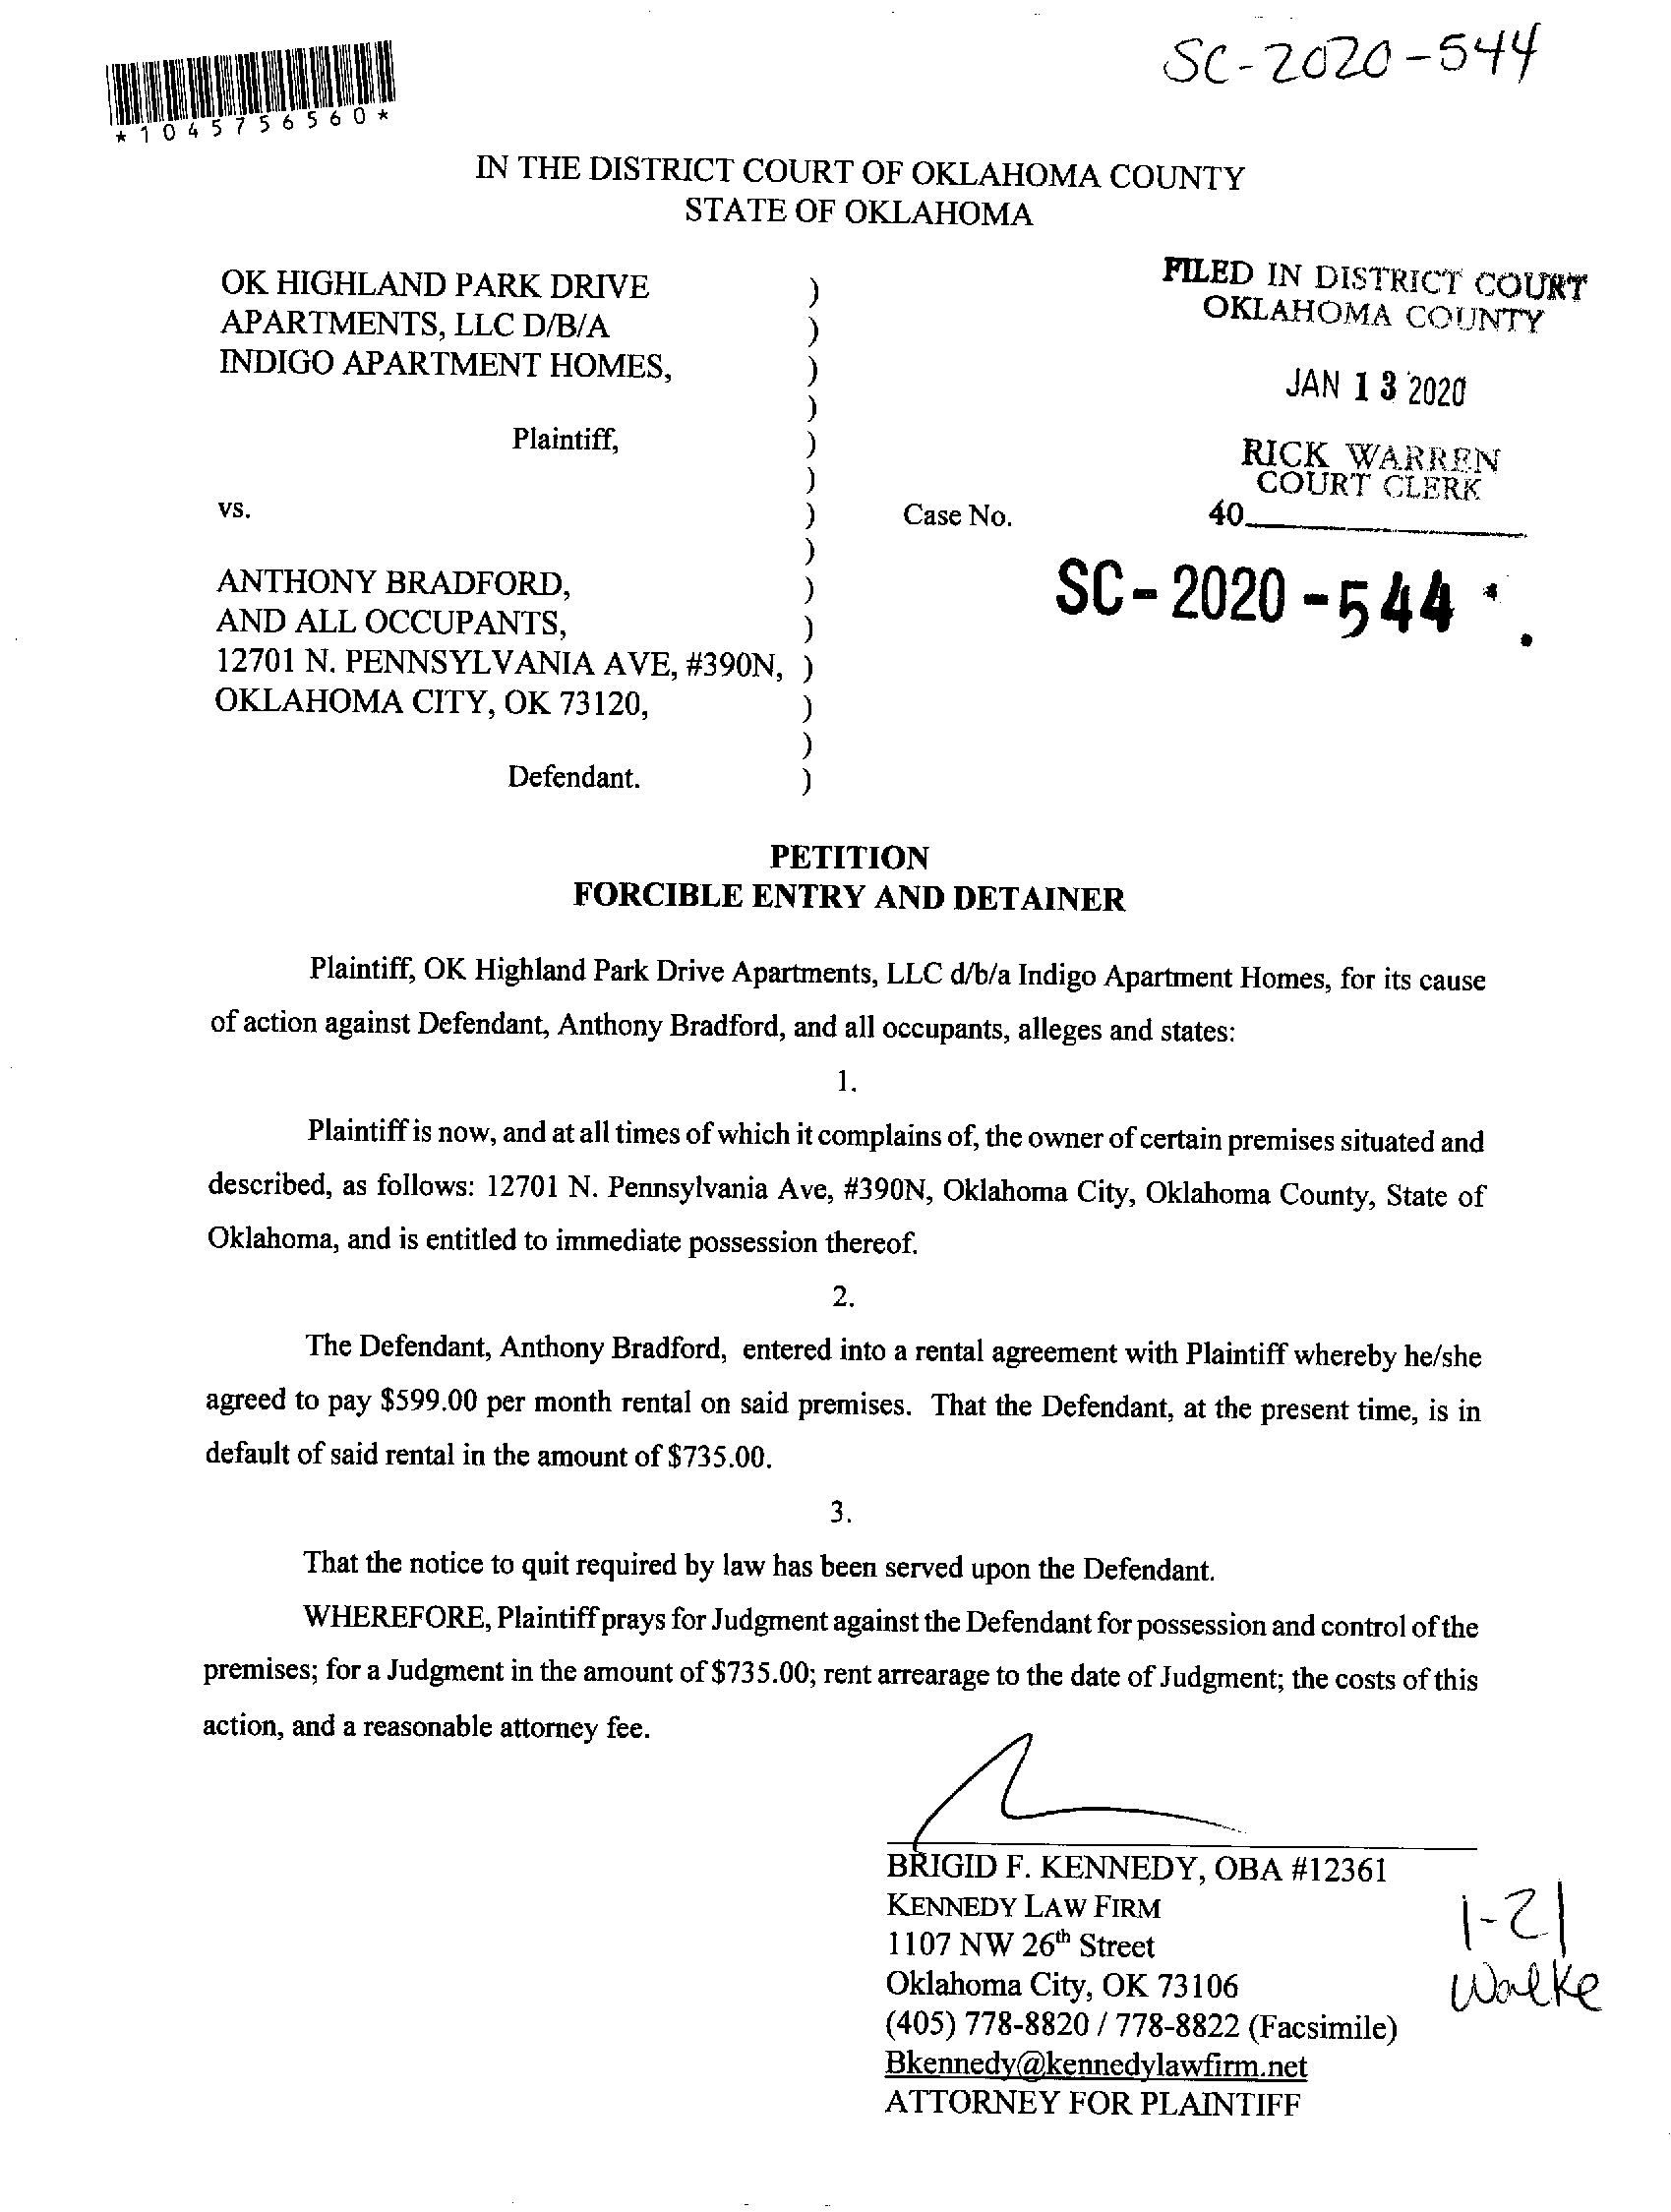 SC-2020-544
*1045756560*
IN THE DISTRICT COURT OF OKLAHOMA COUNTY
STATE OF OKLAHOMA
OK HIGHLAND PARK DRIVE )
APARTMENTS, LLC D/B/A )
INDIGO APARTMENT HOMES, )
)
Plaintiff, )
)
vs. ) Case No.
)
ANTHONY BRADFORD, )
AND ALL OCCUPANTS, )
12701 N. PENNSYLVANIA AVE, #390N, )
OKLAHOMA CITY, OK 73120, )
)
Defendant. )
FILED IN DISTRICT COURT
OKLAHOMA COUNTY
JAN 13 2020
RICK WARREN
COURT CLERK
40
SC-2020-544
PETITION
FORCIBLE ENTRY AND DETAINER
Plaintiff, OK Highland Park Drive Apartments, LLC d/b/a Indigo Apartment Homes, for its cause
of action against Defendant, Anthony Bradford, and all occupants, alleges and states:
1.
Plaintiff is now, and at all times of which it complains of, the owner of certain premises situated and
described, as follows: 12701 N. Pennsylvania Ave, #390N, Oklahoma City, Oklahoma County, State of
Oklahoma, and is entitled to immediate possession thereof.
2.
The Defendant, Anthony Bradford, entered into a rental agreement with Plaintiff whereby he/she
agreed to pay $599.00 per month rental on said premises. That the Defendant, at the present time, is in
default of said rental in the amount of $735.00.
3.
That the notice to quit required by law has been served upon the Defendant.
WHEREFORE, Plaintiff prays for Judgment against the Defendant for possession and control of the
premises; for a Judgment in the amount of $735.00; rent arrearage to the date of Judgment; the costs of this
action, and a reasonable attorney fee.
BRIGID F. KENNEDY, OBA #12361
KENNEDY LAW FIRM
1107 NW 26th Street
Oklahoma City, OK 73106
(405) 778-8820 / 778-8822 (Facsimile)
Bkennedy@kennedylawfirm.net
ATTORNEY FOR PLAINTIFF
1-21
Walke